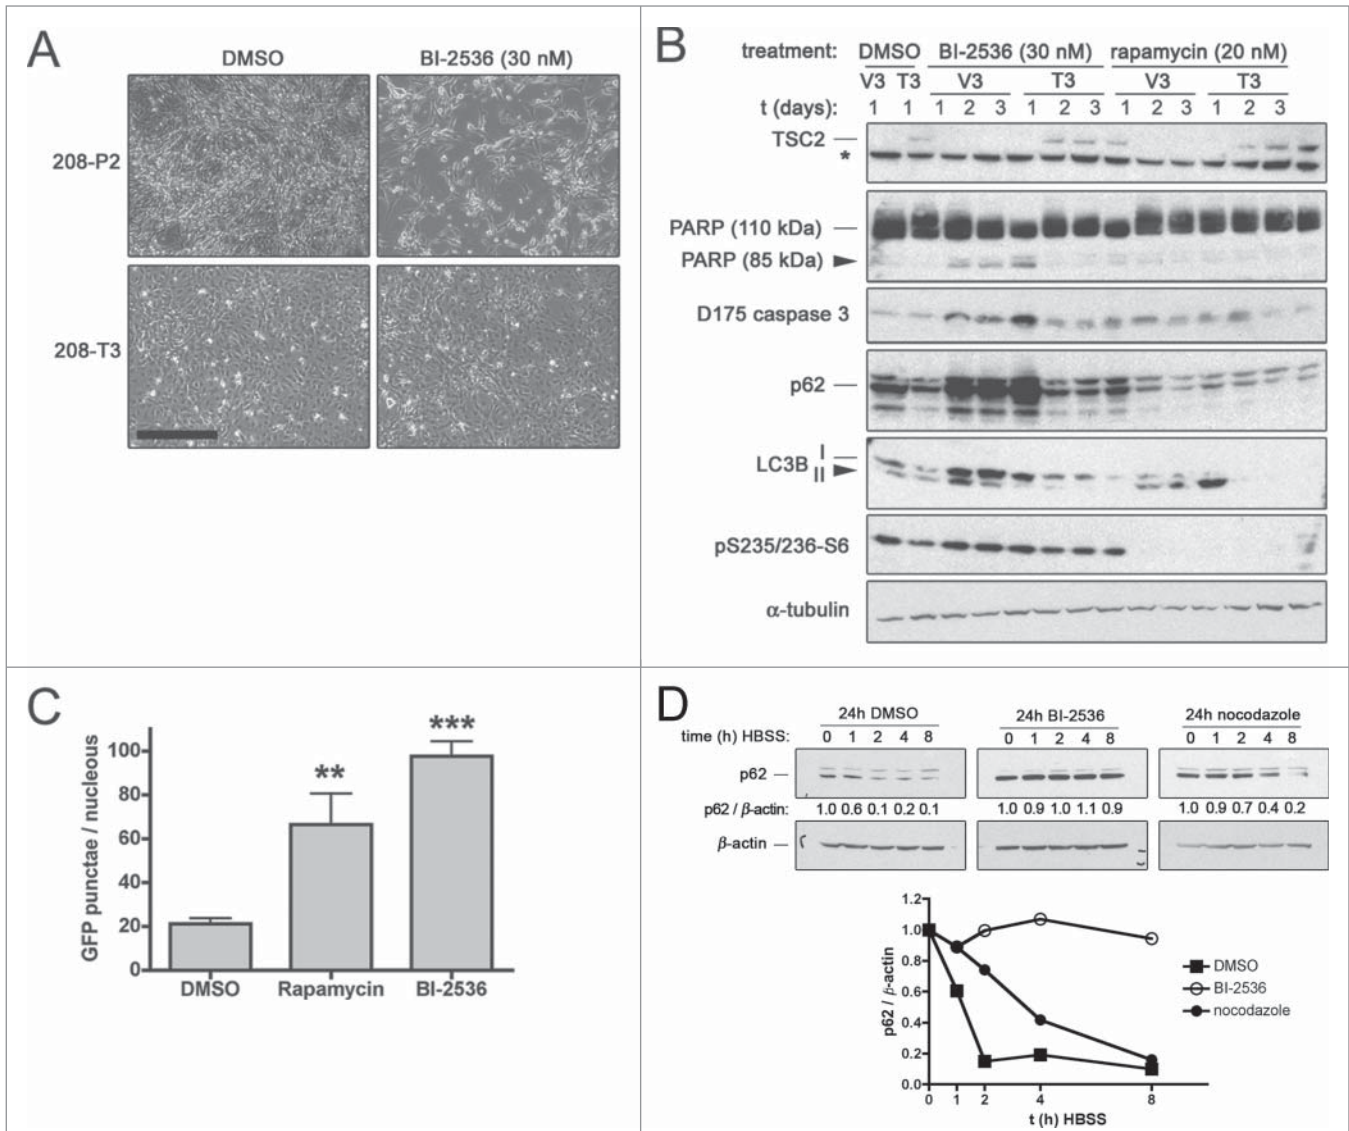 A
DMSO BI-2536 (30 nM)
208-P2
208-T3
B
treatment: DMSO BI-2536 (30 nM) rapamycin (20 nM)
V3 T3 V3 T3 V3 T3
t (days): 1 1 1 2 3 1 2 3 1 2 3 1 2 3
TSC2
*
PARP (110 kDa)
PARP (85 kDa)
D175 caspase 3
p62
LC3B I
II
pS235/236-S6
α-tubulin
C
GFP punctae / nucleous
100
80
60
40
20
0
** ***
DMSO Rapamycin BI-2536
D
24h DMSO 24h BI-2536 24h nocodazole
time (h) HBSS: 0 1 2 4 8 0 1 2 4 8 0 1 2 4 8
p62
p62 / β-actin: 1.0 0.6 0.1 0.2 0.1 1.0 0.9 1.0 1.1 0.9 1.0 0.9 0.7 0.4 0.2
β-actin
p62 / β-actin
1.2
1.0
0.8
0.6
0.4
0.2
0.0
0 1 2 4 8
t (h) HBSS
DMSO
BI-2536
nocodazole